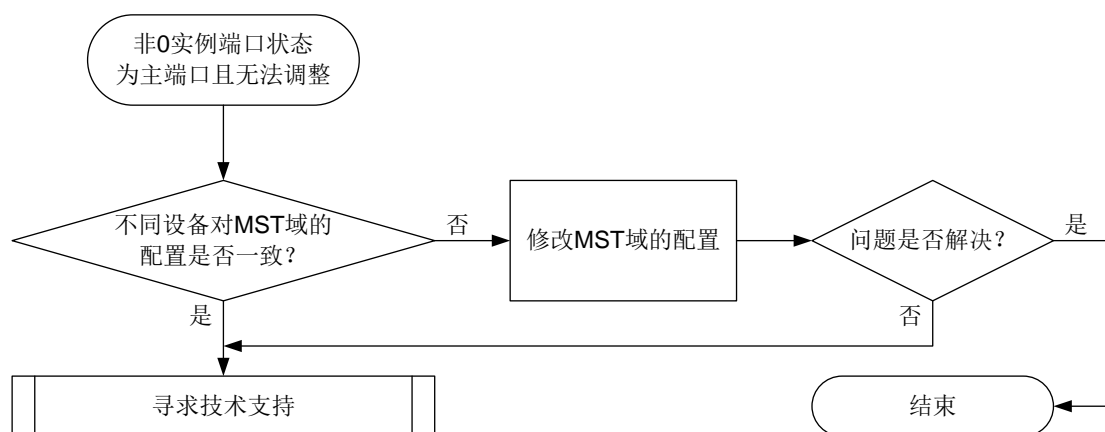 非0实例端口状态
为主端口且无法调整
不同设备对MST域的
配置是否一致？
否
修改MST域的配置
问题是否解决？
是
是
否
寻求技术支持
结束